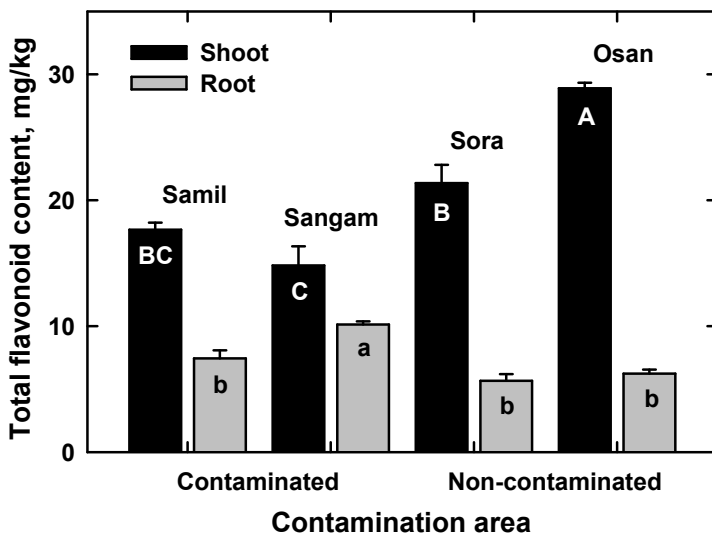 Total flavonoid content, mg/kg
30
20
10
0
Shoot
Root
Samil
Sangam
Sora
Osan
BC
b
C
a
B
b
A
b
Contaminated
Non-contaminated
Contamination area